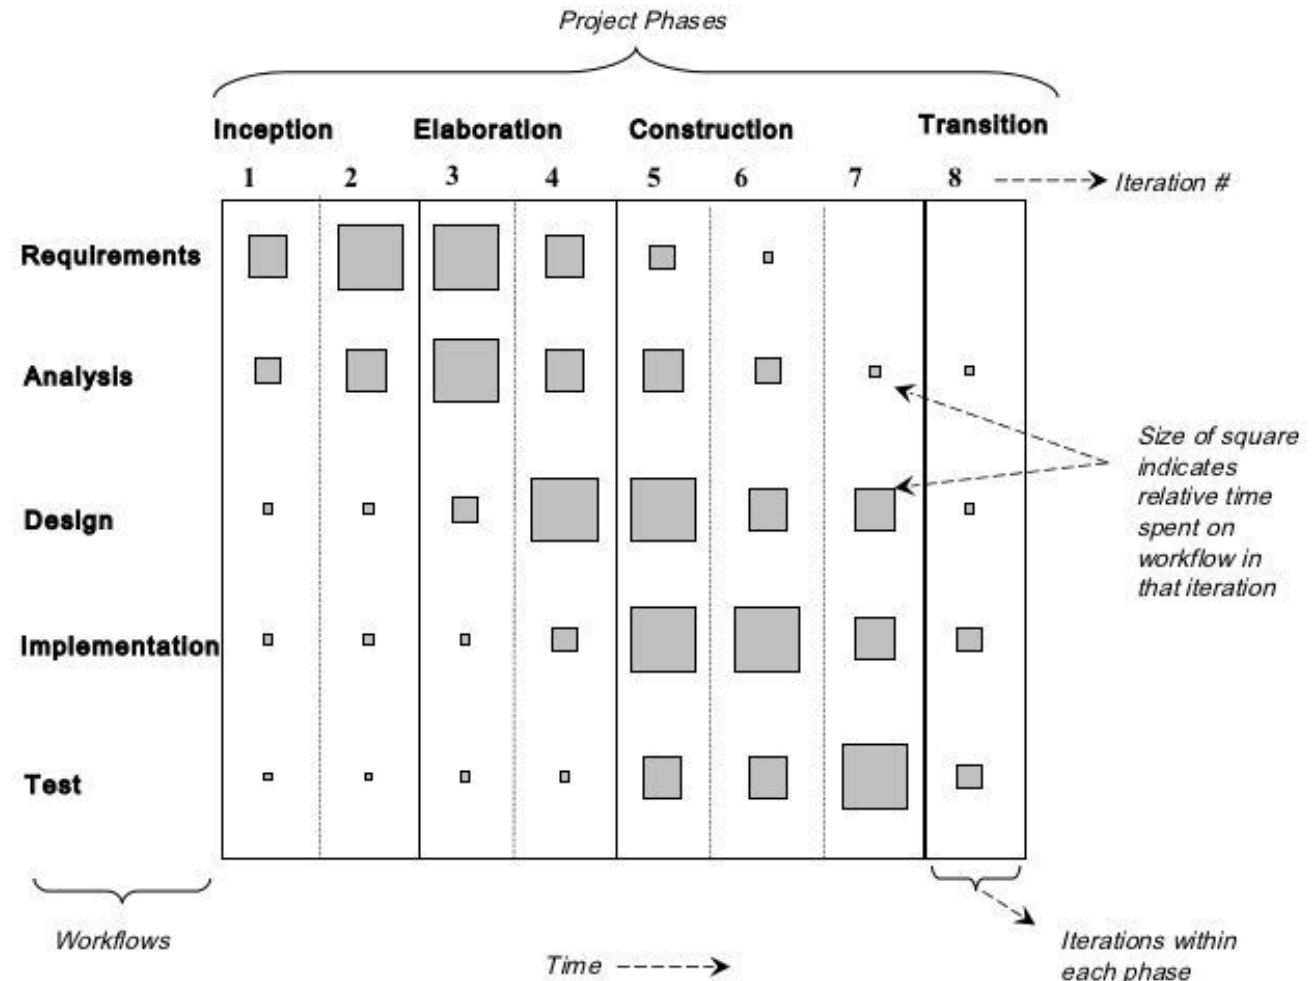 Project Phases
Inception Elaboration Construction Transition
1 2 3 4 5 6 7 8 Iteration #
Requirements
Analysis
Size of square
indicates
relative time
spent on
workflow in
that iteration
Design
Implementation
Test
Workflows
Time
Iterations within
each phase